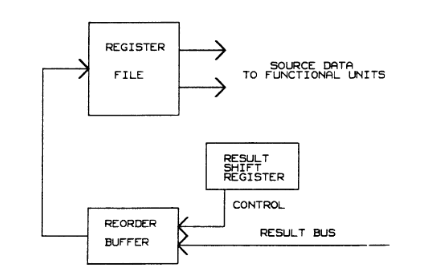 REGISTER
FILE
SOURCE DATA
TO FUNCTIONAL UNITS
RESULT
SHIFT
REGISTER
CONTROL
REORDER
BUFFER
RESULT BUS